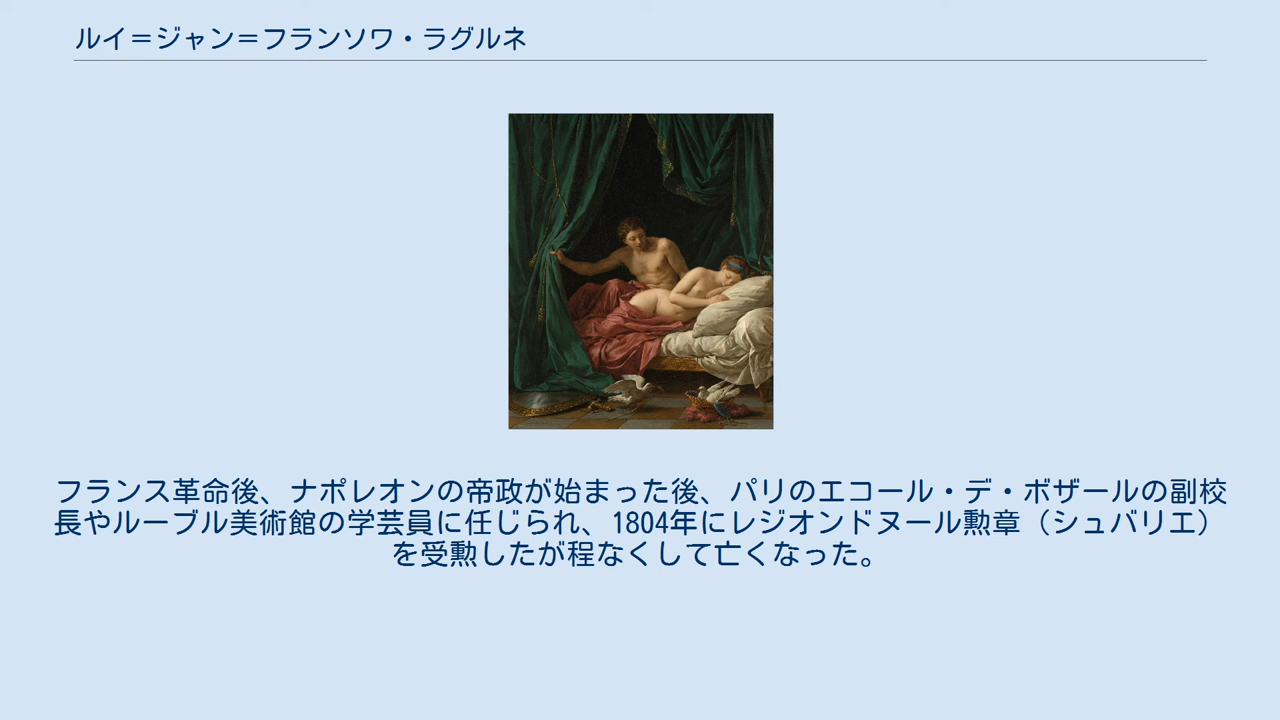 ルイ＝ジャン＝フランソワ・ラグルネ
フランス革命後、ナポレオンの帝政が始まった後、パリのエコール・デ・ボザールの副校
長やルーブル美術館の学芸員に任じられ、1804年にレジオンドヌール勲章（シュバリエ）
を受勲したが程なくして亡くなった。